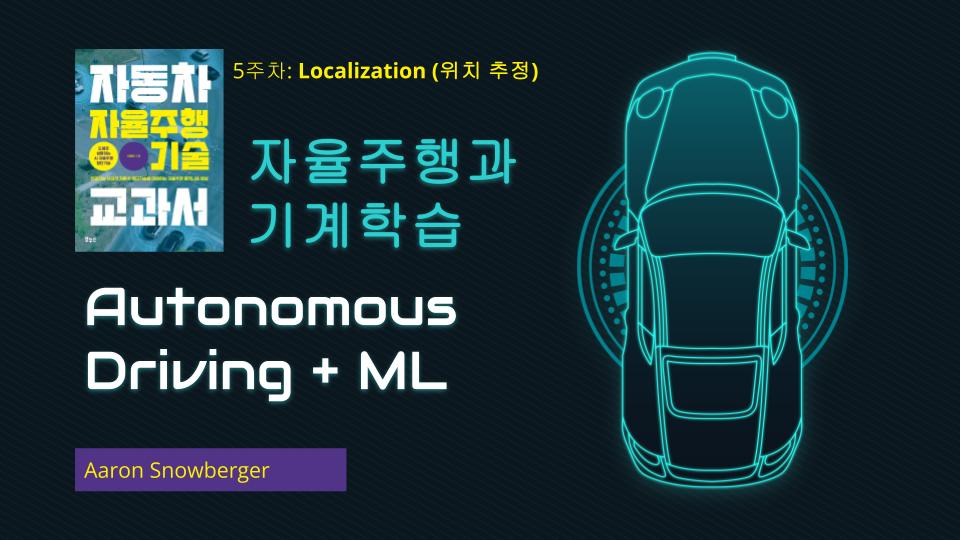 5주차: Localization (위치 추정)
자동차
자율주행
기술
교과서
자율주행과
기계학습
Autonomous
Driving + ML
Aaron Snowberger